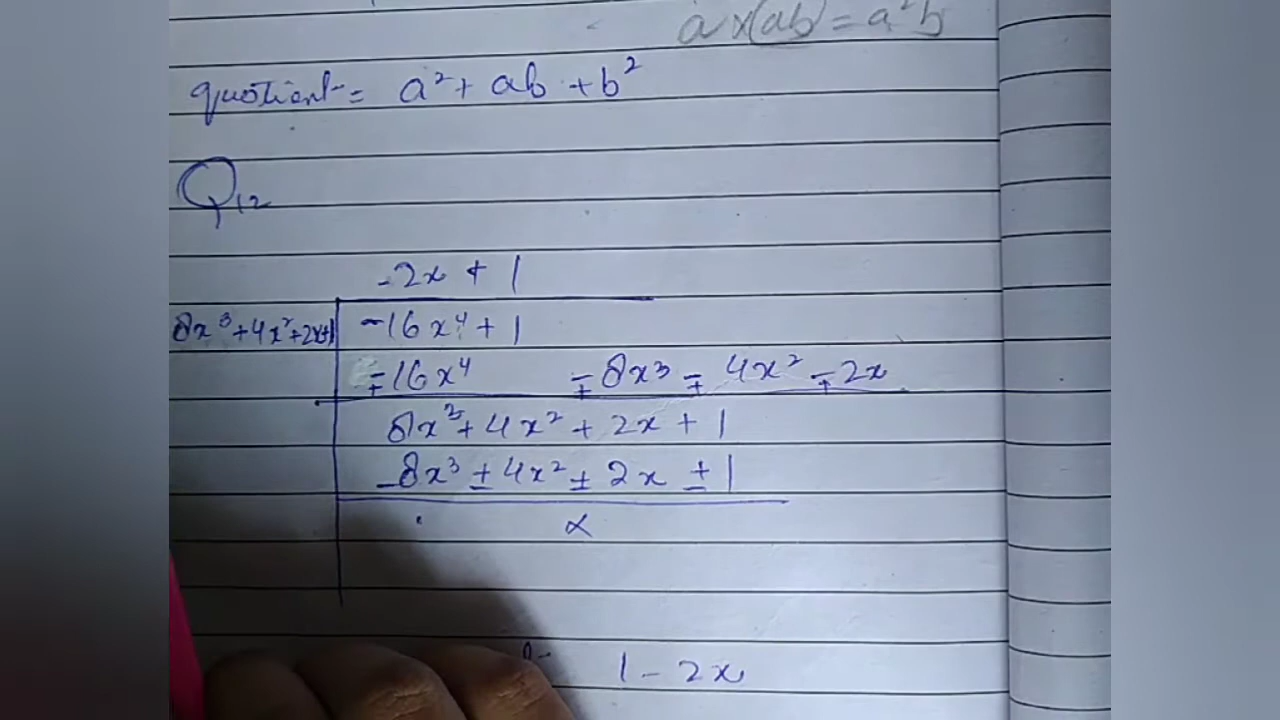 a x(ab) = a²b
quotient = a² + ab + b²
Q12
-2x + 1
8x³+4x²+2x+1 -16x⁴ + 1
∓16x⁴ ∓8x³ ∓ 4x² ∓2x
8x³ + 4x² + 2x + 1
-8x³ ± 4x² ± 2x ± 1
x
1 - 2x